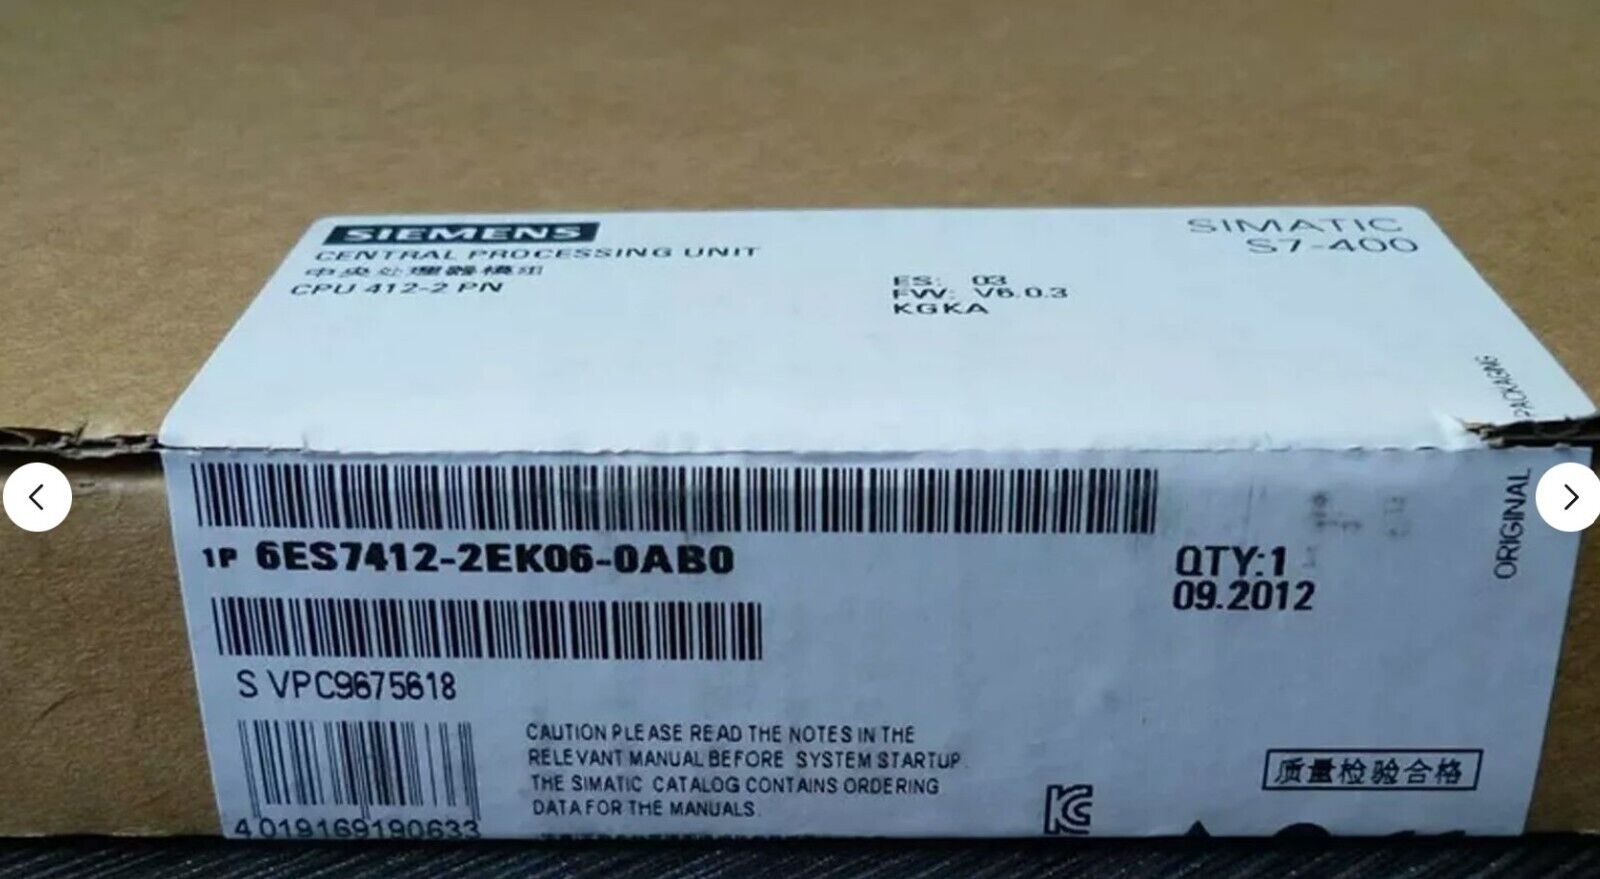 SIEMENS
CENTRAL PROCESSING UNIT
中央处理器模组
CPU 412-2 PN
ES: 03
FW: V6.0.3
KGKA
SIMATIC
S7-400
ORIGINAL PACKAGING
1P 6ES7412-2EK06-0AB0
QTY:1
09.2012
S VPC9675618
4 019169190633
CAUTION PLEASE READ THE NOTES IN THE
RELEVANT MANUAL BEFORE SYSTEM STARTUP.
THE SIMATIC CATALOG CONTAINS ORDERING
DATA FOR THE MANUALS.
质量检验合格